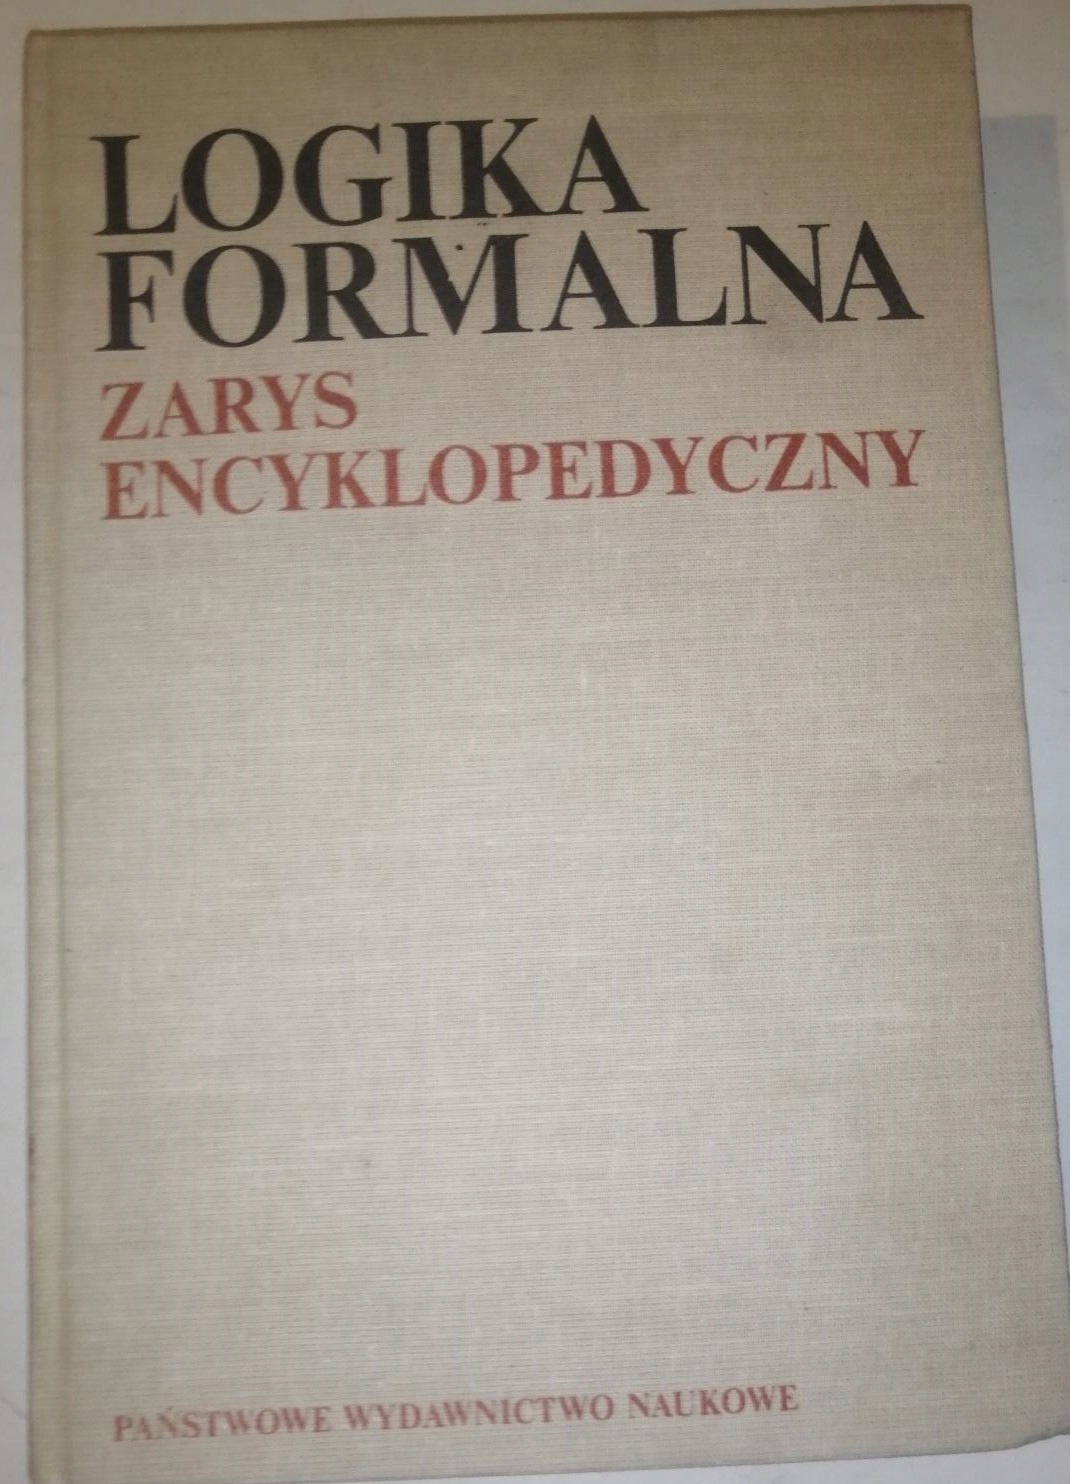 LOGIKA
FORMALNA
ZARYS
ENCYKLOPEDYCZNY
PAŃSTWOWE WYDAWNICTWO NAUKOWE